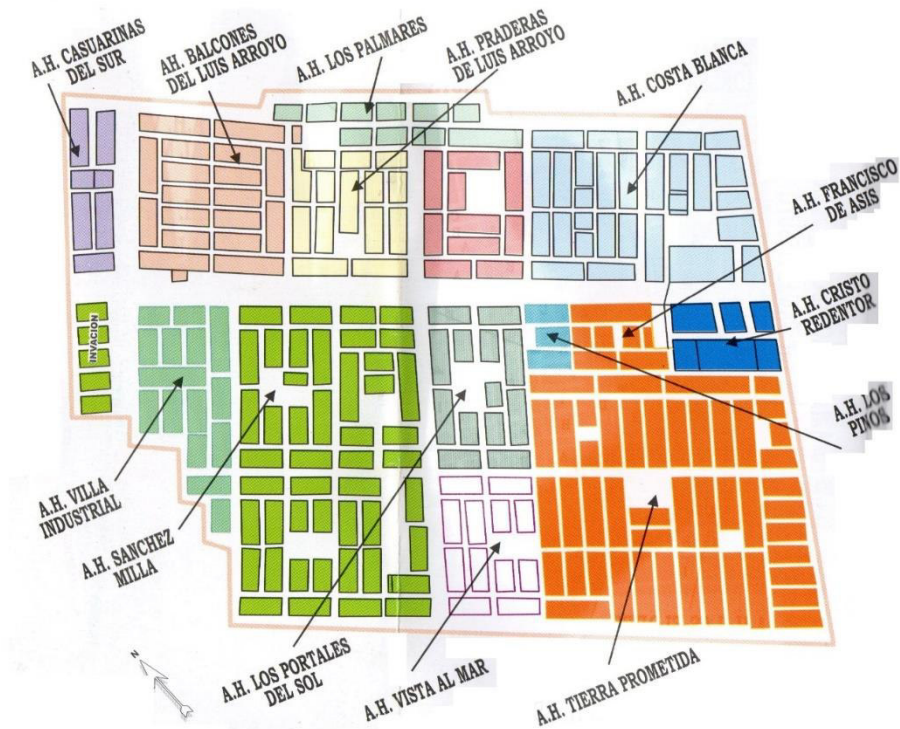 A.H. CASUARINAS
DEL SUR
AH. BALCONES
DEL LUIS ARROYO
A.H. LOS PALMARES
A.H. PRADERAS
DE LUIS ARROYO
A.H. COSTA BLANCA
A.H. FRANCISCO
DE ASIS
A.H. CRISTO
REDENTOR
A.H. LOS
PINOS
INVACION
A.H. VILLA
INDUSTRIAL
A.H. SANCHEZ
MILLA
A.H. LOS PORTALES
DEL SOL
A.H. VISTA AL MAR
A.H. TIERRA PROMETIDA
N